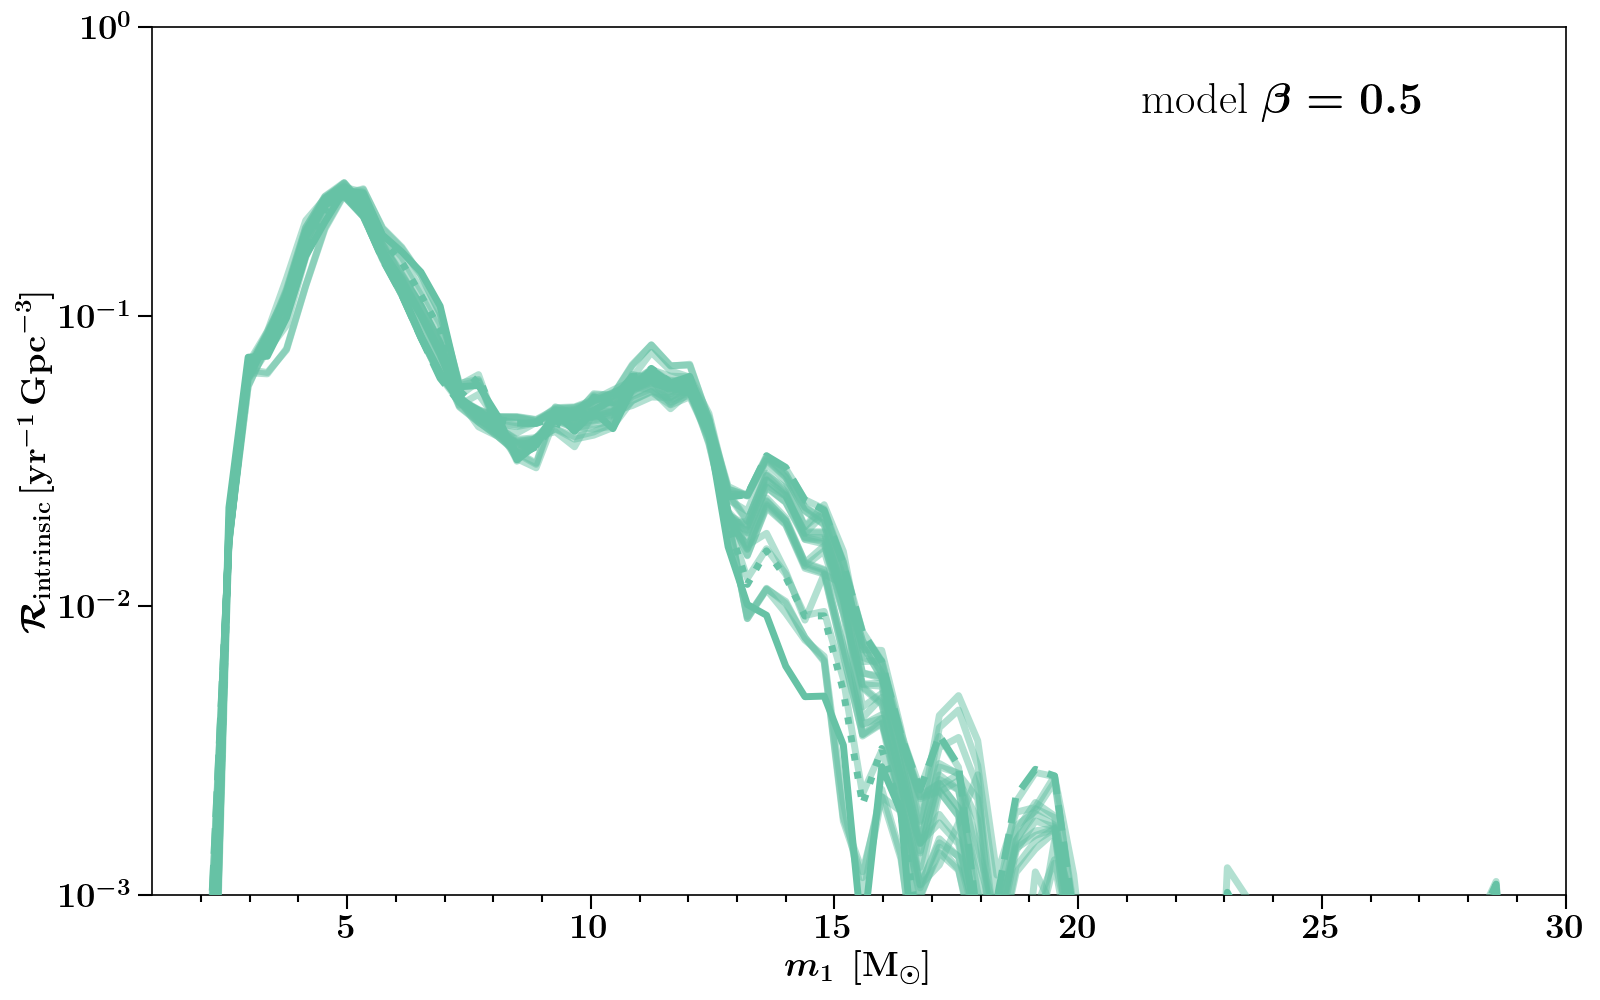 10⁰
model β = 0.5
10⁻¹
10⁻²
10⁻³
ℛintrinsic [yr⁻¹ Gpc⁻³]
5 10 15 20 25 30
m₁ [M☉]